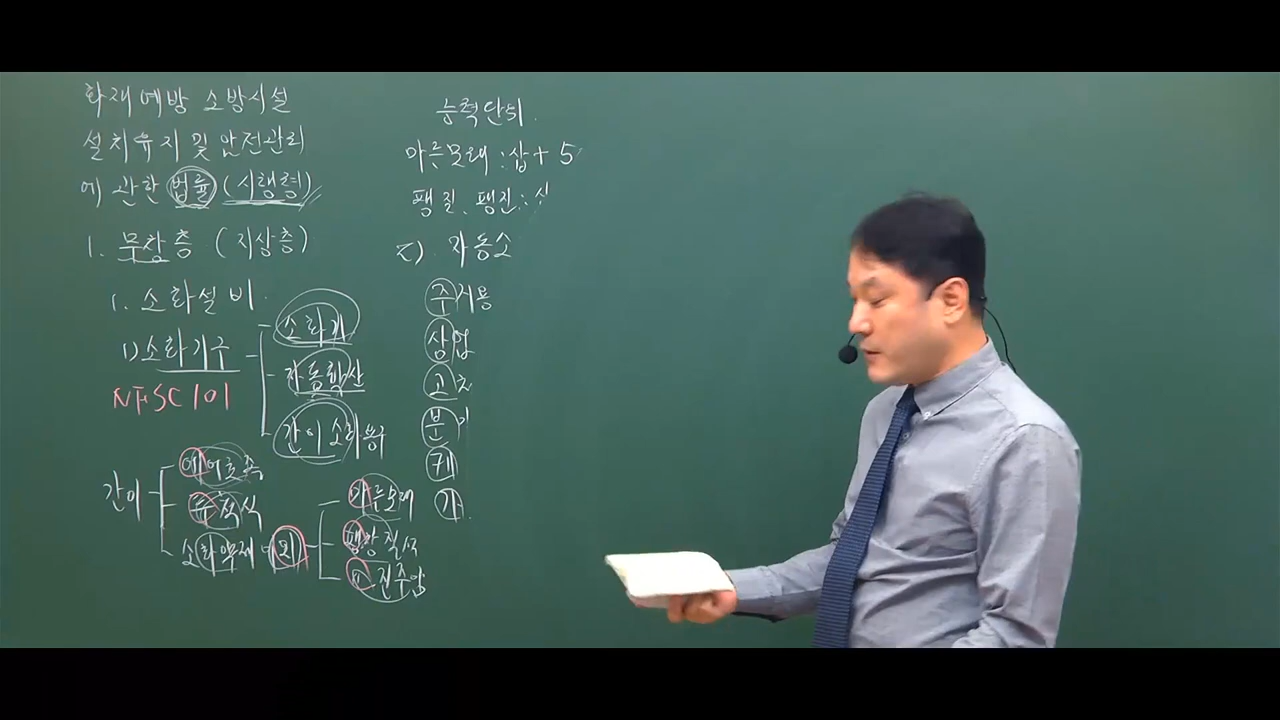 화재예방 소방시설
설치유지 및 안전관리
에 관한 법률 (시행령)
1. 무창층 (지상층)
1. 소화설비
1) 소화기구
소화기
자동확산
간이소화용구
NFSC 101
간이
에어로졸
투척식
소화약제 외
마른모래
팽창질석
진주암
능력단위
마른모래 : 삽 + 5
팽질, 팽진 : 삽
2). 자동소
주거용
상업
고체
분
캐
가